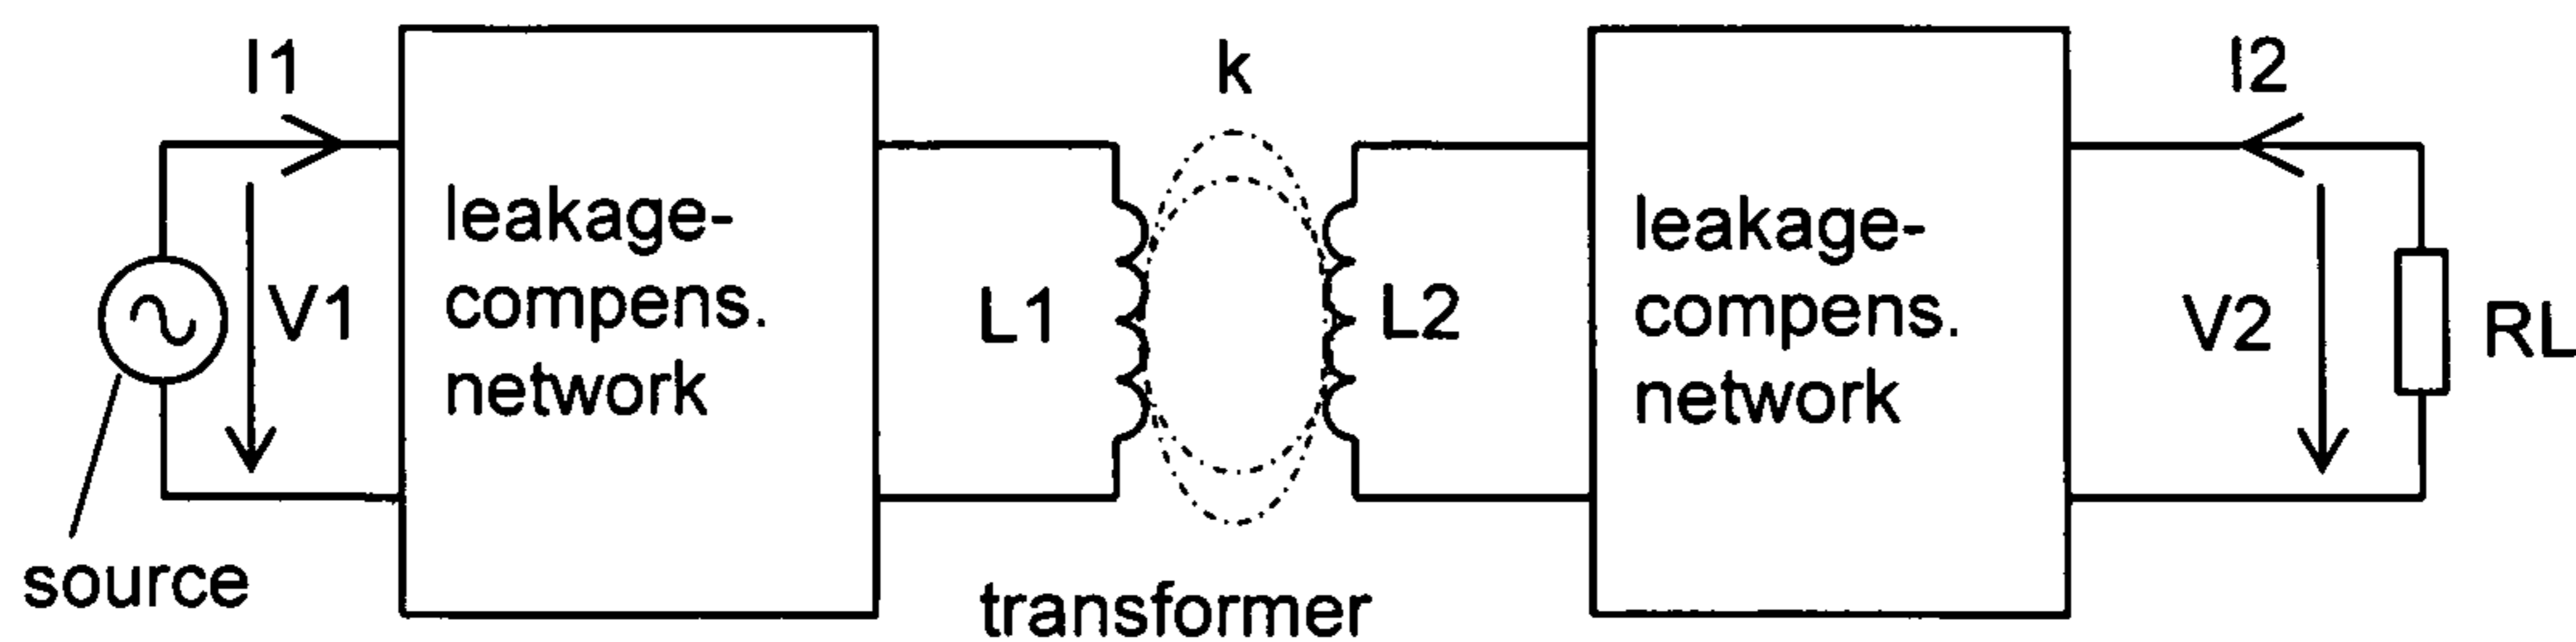 I1
V1
source
leakage-
compens.
network
L1
k
L2
transformer
leakage-
compens.
network
I2
V2
RL